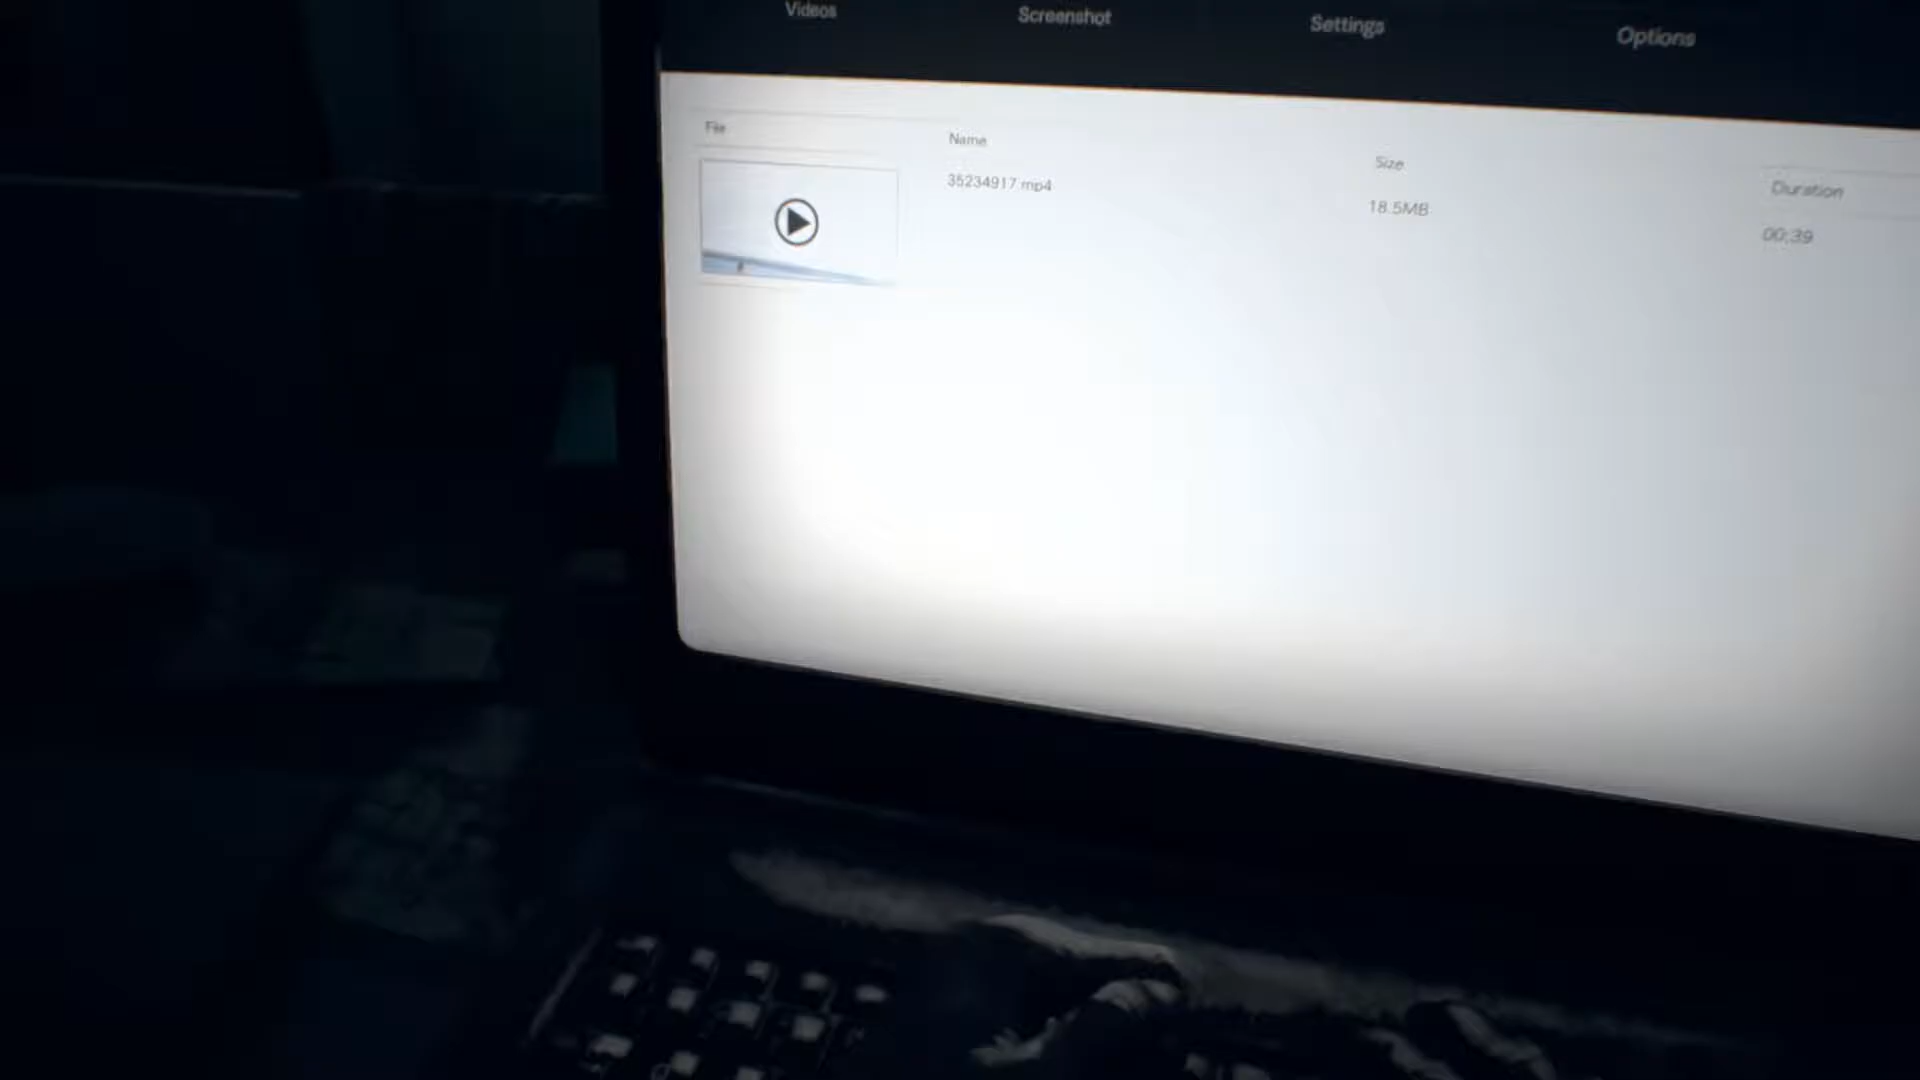 Videos Screenshot Settings Options
File Name Size Duration
35234917.mp4 18.5MB 00:39